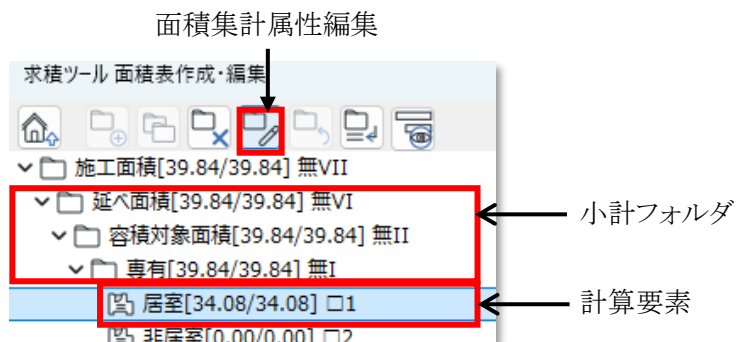 面積集計属性編集
求積ツール 面積表作成・編集
施工面積[39.84/39.84] 無VII
延べ面積[39.84/39.84] 無VI
小計フォルダ
容積対象面積[39.84/39.84] 無II
専有[39.84/39.84] 無I
居室[34.08/34.08] □1
計算要素
非居室[0.00/0.00] □2